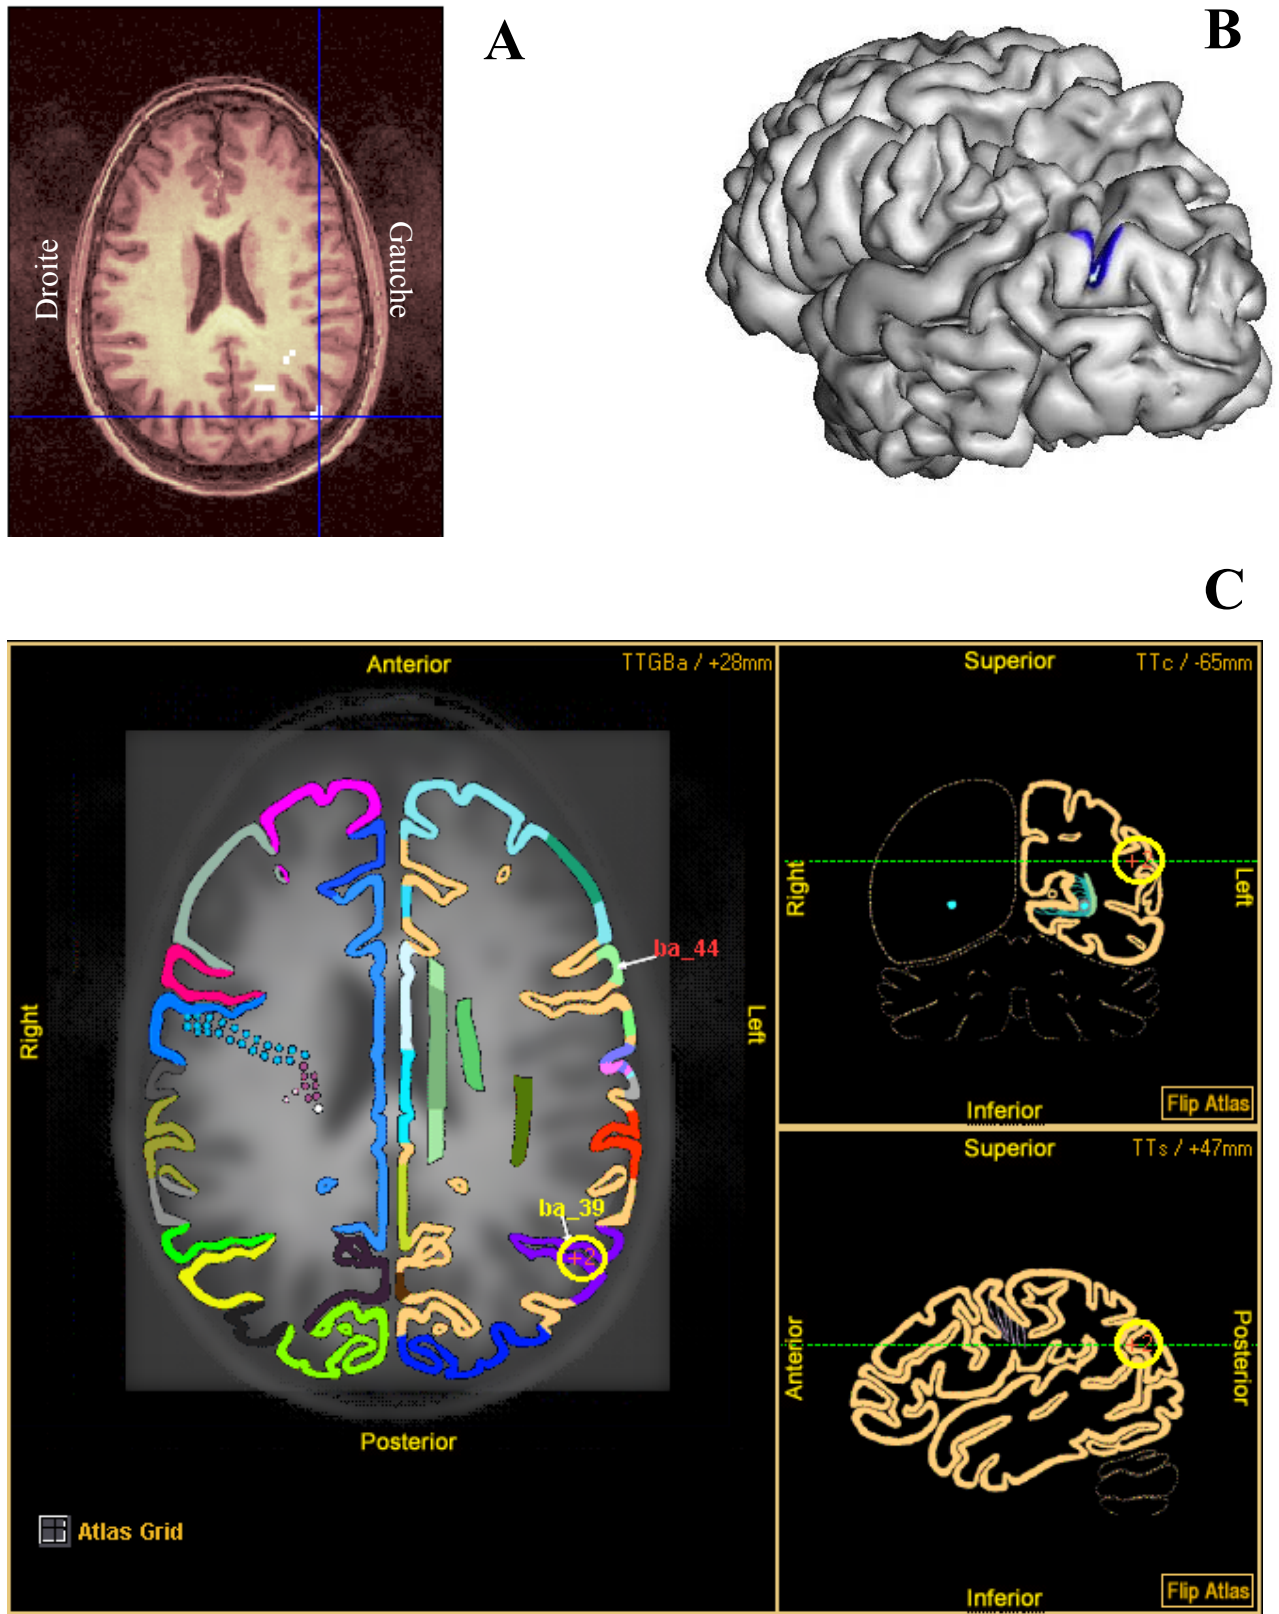 A
B
Droite
Gauche
C
Anterior
TTGBa / +28mm
Superior
TTc / -65mm
ba_44
Right
Left
Right
Left
Inferior
Flip Atlas
Superior
TTs / +47mm
ba_39
+2
Anterior
Posterior
Posterior
Atlas Grid
Inferior
Flip Atlas